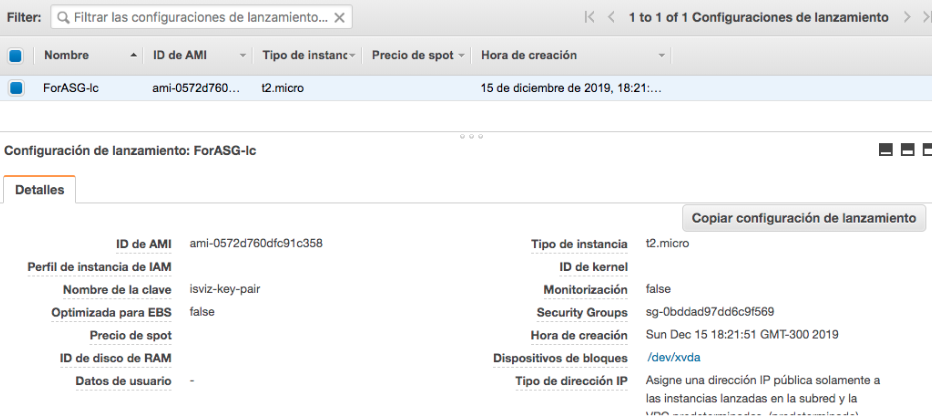 Filter: Filtrar las configuraciones de lanzamiento... 1 to 1 of 1 Configuraciones de lanzamiento
Nombre ID de AMI Tipo de instanc Precio de spot Hora de creación
ForASG-lc ami-0572d760... t2.micro 15 de diciembre de 2019, 18:21:...
Configuración de lanzamiento: ForASG-lc
Detalles
Copiar configuración de lanzamiento
ID de AMI ami-0572d760dfc91c358 Tipo de instancia t2.micro
Perfil de instancia de IAM ID de kernel
Nombre de la clave isviz-key-pair Monitorización false
Optimizada para EBS false Security Groups sg-0bddad97dd6c9f569
Precio de spot Hora de creación Sun Dec 15 18:21:51 GMT-300 2019
ID de disco de RAM Dispositivos de bloques /dev/xvda
Datos de usuario - Tipo de dirección IP Asigne una dirección IP pública solamente a
las instancias lanzadas en la subred y la
VPC predeterminadas. (predeterminada)